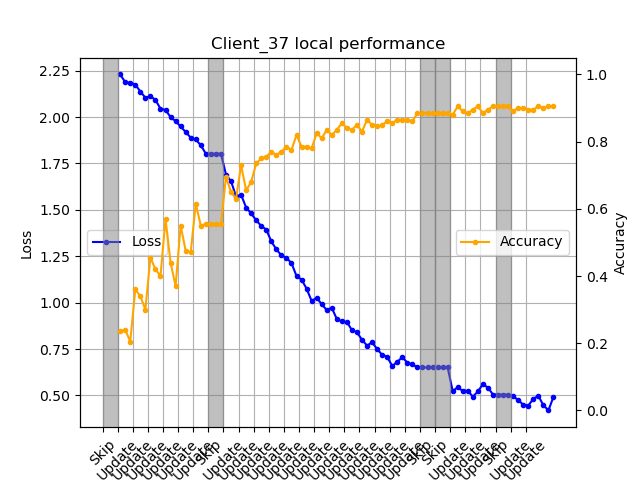 Client_37 local performance
2.25
2.00
1.75
1.50
1.25
1.00
0.75
0.50
Loss
Loss
Accuracy
1.0
0.8
0.6
0.4
0.2
0.0
Accuracy
Skip
Update
Update
Update
Update
Update
Update
Skip
Update
Update
Update
Update
Update
Update
Update
Update
Update
Update
Update
Update
Update
Skip
Skip
Update
Update
Update
Skip
Update
Update